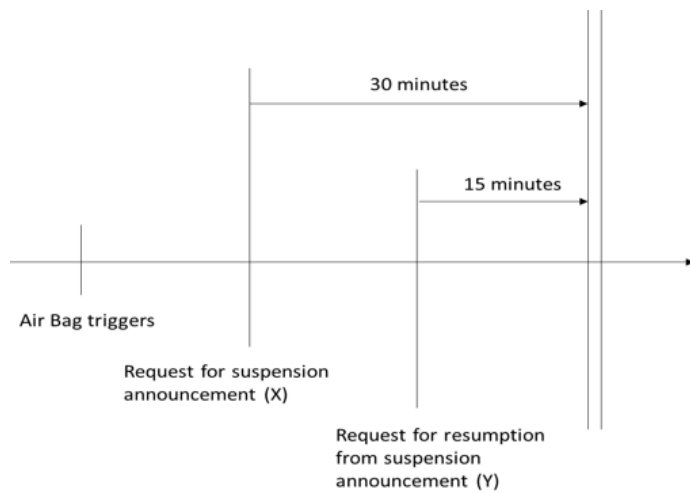 30 minutes
15 minutes
Air Bag triggers
Request for suspension
announcement (X)
Request for resumption
from suspension
announcement (Y)